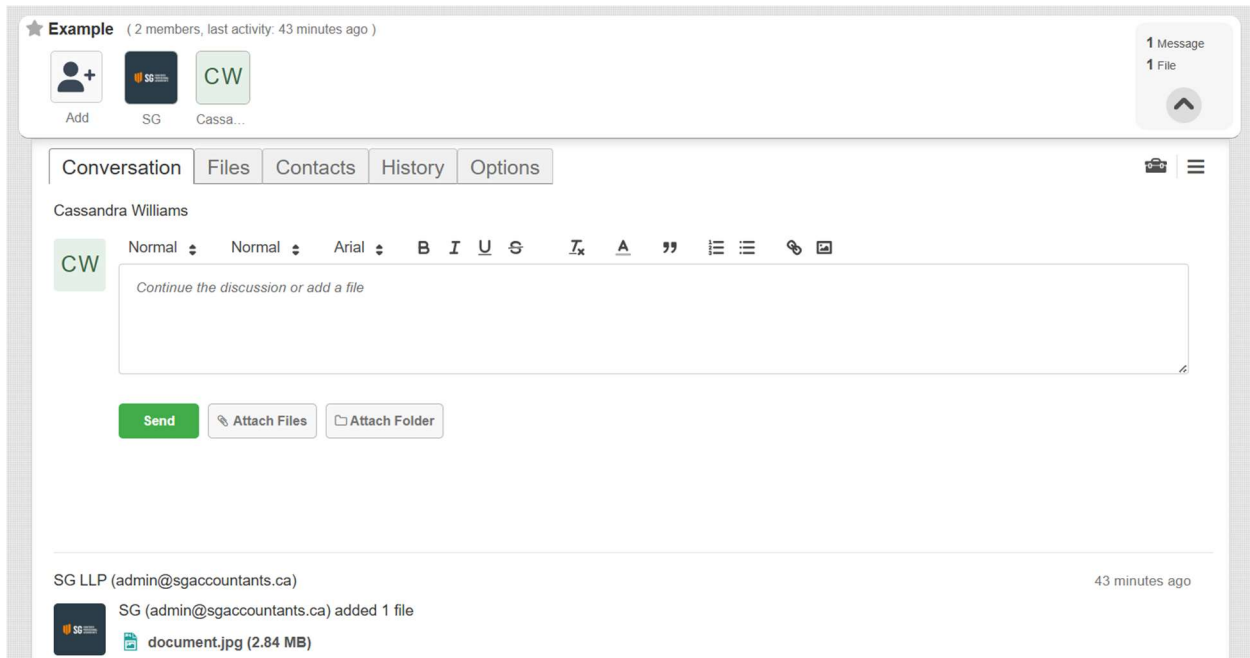 Example ( 2 members, last activity: 43 minutes ago )
1 Message
1 File
SG
CW
Add SG Cassa...
Conversation Files Contacts History Options
Cassandra Williams
CW
Normal Normal Arial B I U S Tx A
Continue the discussion or add a file
Send Attach Files Attach Folder
SG LLP (admin@sgaccountants.ca) 43 minutes ago
SG (admin@sgaccountants.ca) added 1 file
SG
document.jpg (2.84 MB)